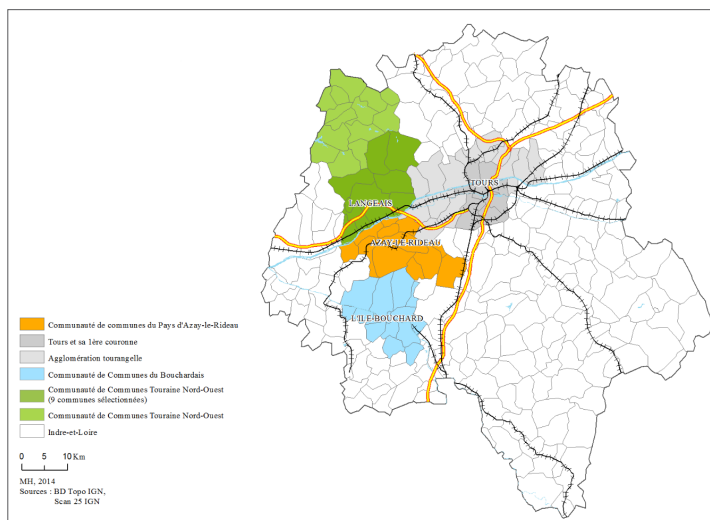 TOURS
LANGEAIS
AZAY-LE-RIDEAU
L'ILE-BOUCHARD
Communauté de communes du Pays d'Azay-le-Rideau
Tours et sa 1ère couronne
Agglomération tourangelle
Communauté de Communes du Bouchardais
Communauté de Communes Touraine Nord-Ouest
(9 communes sélectionnées)
Communauté de Communes Touraine Nord-Ouest
Indre-et-Loire
0 5 10 Km
MH, 2014
Sources : BD Topo IGN,
Scan 25 IGN